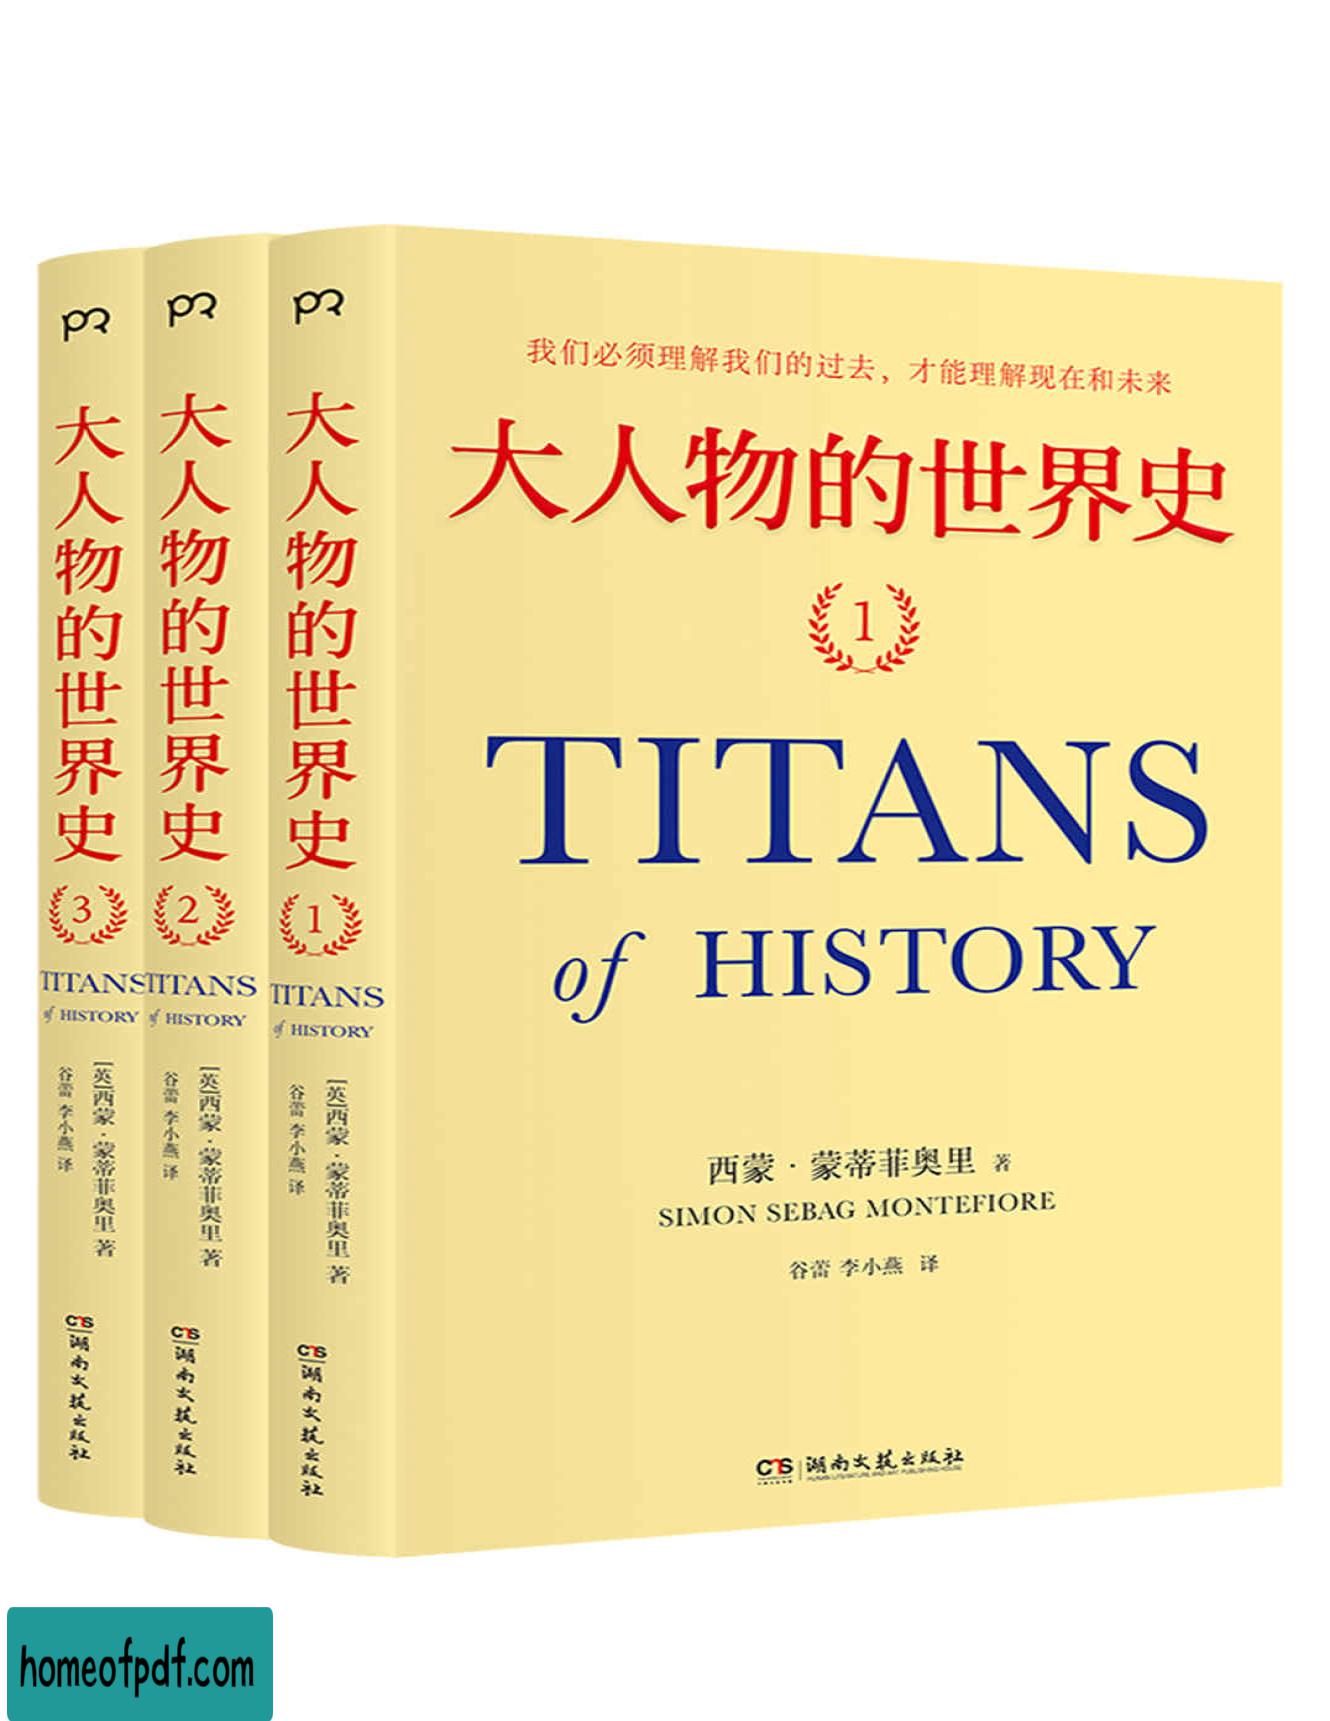 我们必须理解我们的过去，才能理解现在和未来
大人物的世界史
1
TITANS
of HISTORY
西蒙·蒙蒂菲奥里 著
SIMON SEBAG MONTEFIORE
谷蕾 李小燕 译
湖南文艺出版社
大人物的世界史
3
TITANS
of HISTORY
[英]西蒙·蒙蒂菲奥里 著
谷蕾 李小燕 译
湖南文艺出版社
大人物的世界史
2
TITANS
of HISTORY
[英]西蒙·蒙蒂菲奥里 著
谷蕾 李小燕 译
湖南文艺出版社
大人物的世界史
1
TITANS
of HISTORY
[英]西蒙·蒙蒂菲奥里 著
谷蕾 李小燕 译
湖南文艺出版社
homeofpdf.com